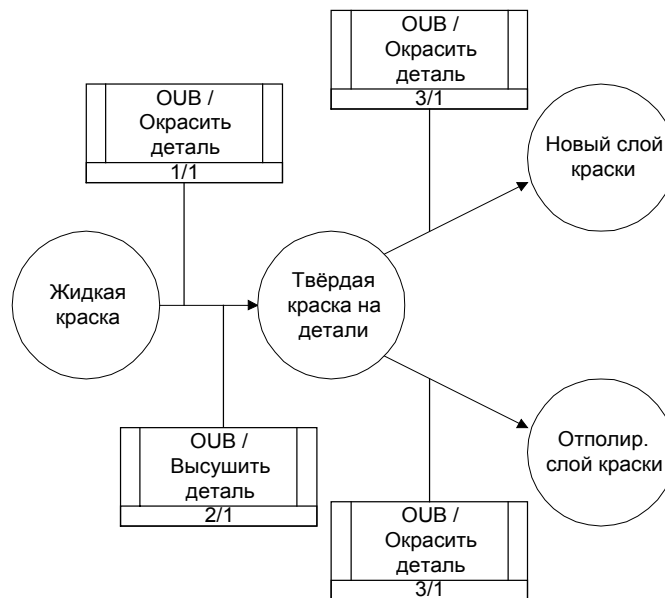 OUB /
Окрасить
деталь
3/1
OUB /
Окрасить
деталь
1/1
Новый слой
краски
Жидкая
краска
Твёрдая
краска на
детали
OUB /
Высушить
деталь
2/1
Отполир.
слой краски
OUB /
Окрасить
деталь
3/1